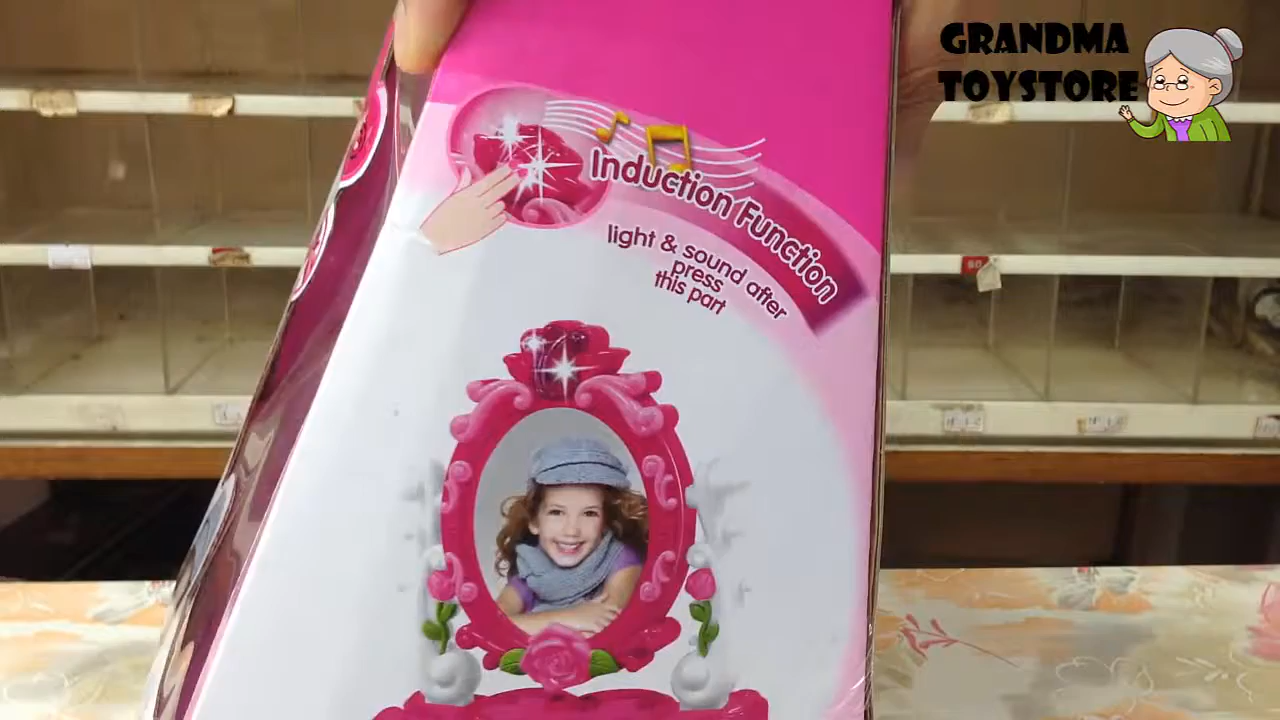 GRANDMA
TOYSTORE
Induction Function
light & sound after
press
this part